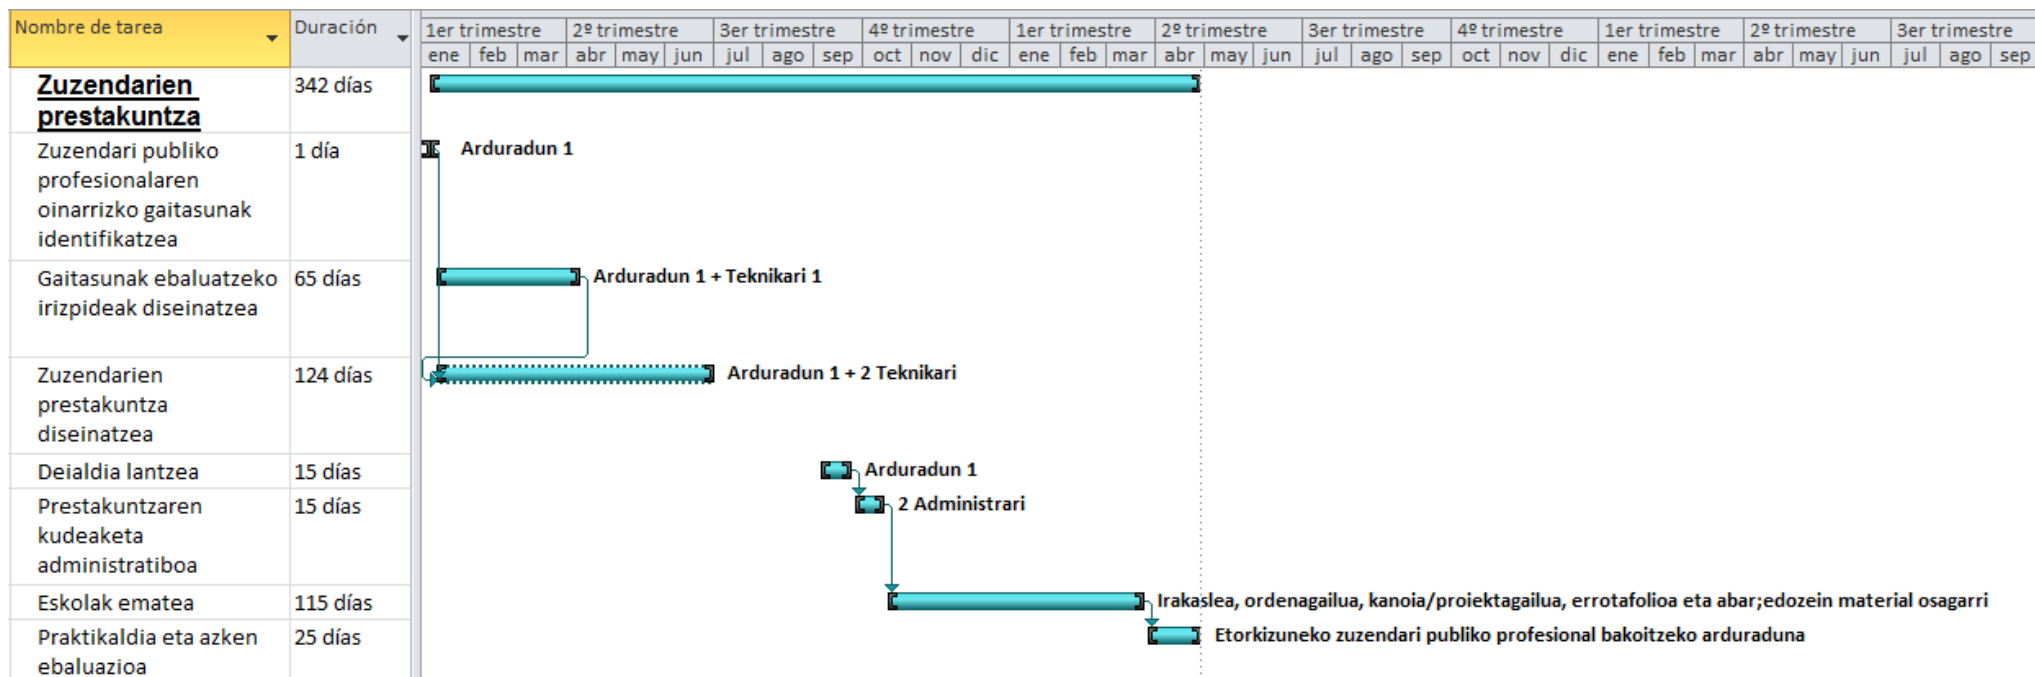 Nombre de tarea Duración 1er trimestre 2º trimestre 3er trimestre 4º trimestre 1er trimestre 2º trimestre 3er trimestre 4º trimestre 1er trimestre 2º trimestre 3er trimestre
ene feb mar abr may jun jul ago sep oct nov dic ene feb mar abr may jun jul ago sep oct nov dic ene feb mar abr may jun jul ago sep
Zuzendarien 342 días
prestakuntza
Zuzendari publiko 1 día Arduradun 1
profesionalaren
oinarrizko gaitasunak
identifikatzea
Gaitasunak ebaluatzeko 65 días Arduradun 1 + Teknikari 1
irizpideak diseinatzea
Zuzendarien 124 días Arduradun 1 + 2 Teknikari
prestakuntza
diseinatzea
Deialdia lantzea 15 días Arduradun 1
Prestakuntzaren 15 días 2 Administrari
kudeaketa
administratiboa
Eskolak ematea 115 días Irakaslea, ordenagailua, kanoia/proiektagailua, errotafolioa eta abar;edozein material osagarri
Praktikaldia eta azken 25 días Etorkizuneko zuzendari publiko profesional bakoitzeko arduraduna
ebaluazioa